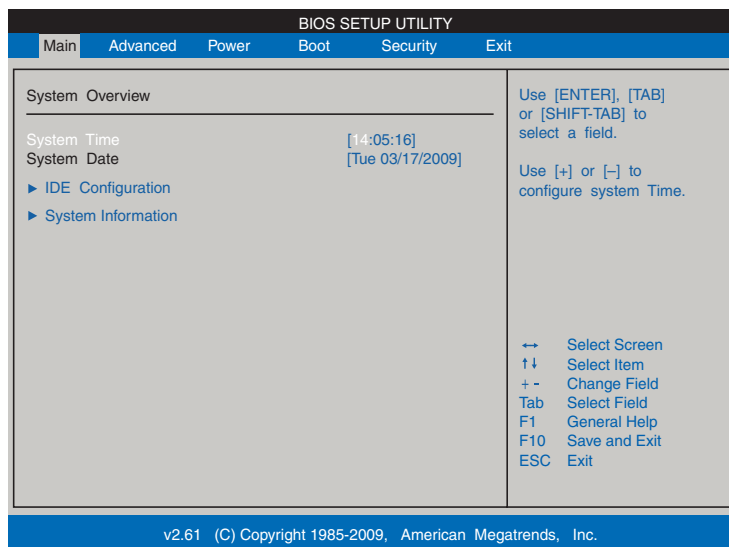 BIOS SETUP UTILITY
Main Advanced Power Boot Security Exit
System Overview
System Time [14:05:16]
System Date [Tue 03/17/2009]
► IDE Configuration
► System Information
Use [ENTER], [TAB]
or [SHIFT-TAB] to
select a field.
Use [+] or [–] to
configure system Time.
↔ Select Screen
↑↓ Select Item
+ - Change Field
Tab Select Field
F1 General Help
F10 Save and Exit
ESC Exit
v2.61 (C) Copyright 1985-2009, American Megatrends, Inc.